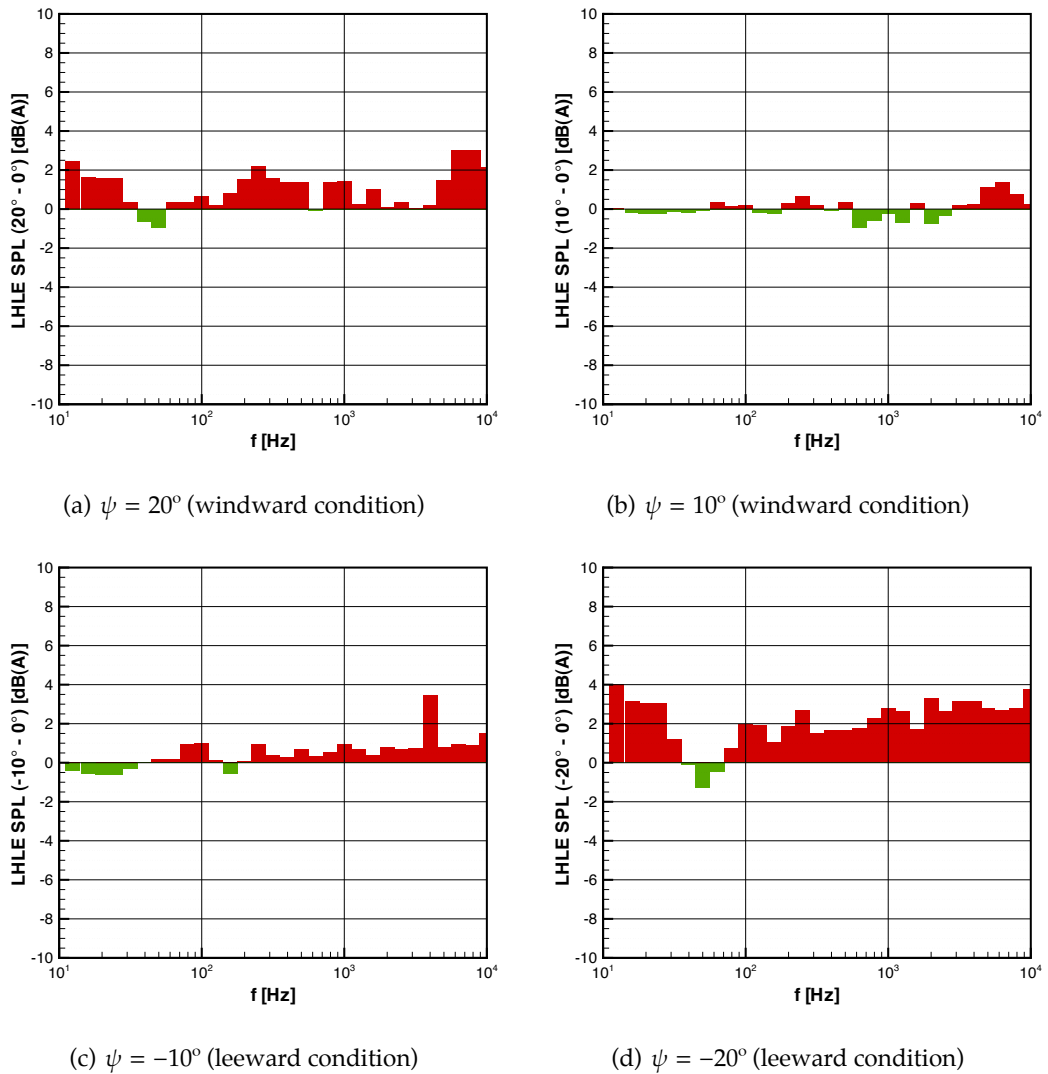 LHLE SPL (20° - 0°) [dB(A)]
10
8
6
4
2
0
-2
-4
-6
-8
-10
10¹ 10² 10³ 10⁴
f [Hz]
LHLE SPL (10° - 0°) [dB(A)]
10
8
6
4
2
0
-2
-4
-6
-8
-10
10¹ 10² 10³ 10⁴
f [Hz]
(a) ψ = 20º (windward condition)
(b) ψ = 10º (windward condition)
LHLE SPL (-10° - 0°) [dB(A)]
10
8
6
4
2
0
-2
-4
-6
-8
-10
10¹ 10² 10³ 10⁴
f [Hz]
LHLE SPL (-20° - 0°) [dB(A)]
10
8
6
4
2
0
-2
-4
-6
-8
-10
10¹ 10² 10³ 10⁴
f [Hz]
(c) ψ = −10º (leeward condition)
(d) ψ = −20º (leeward condition)